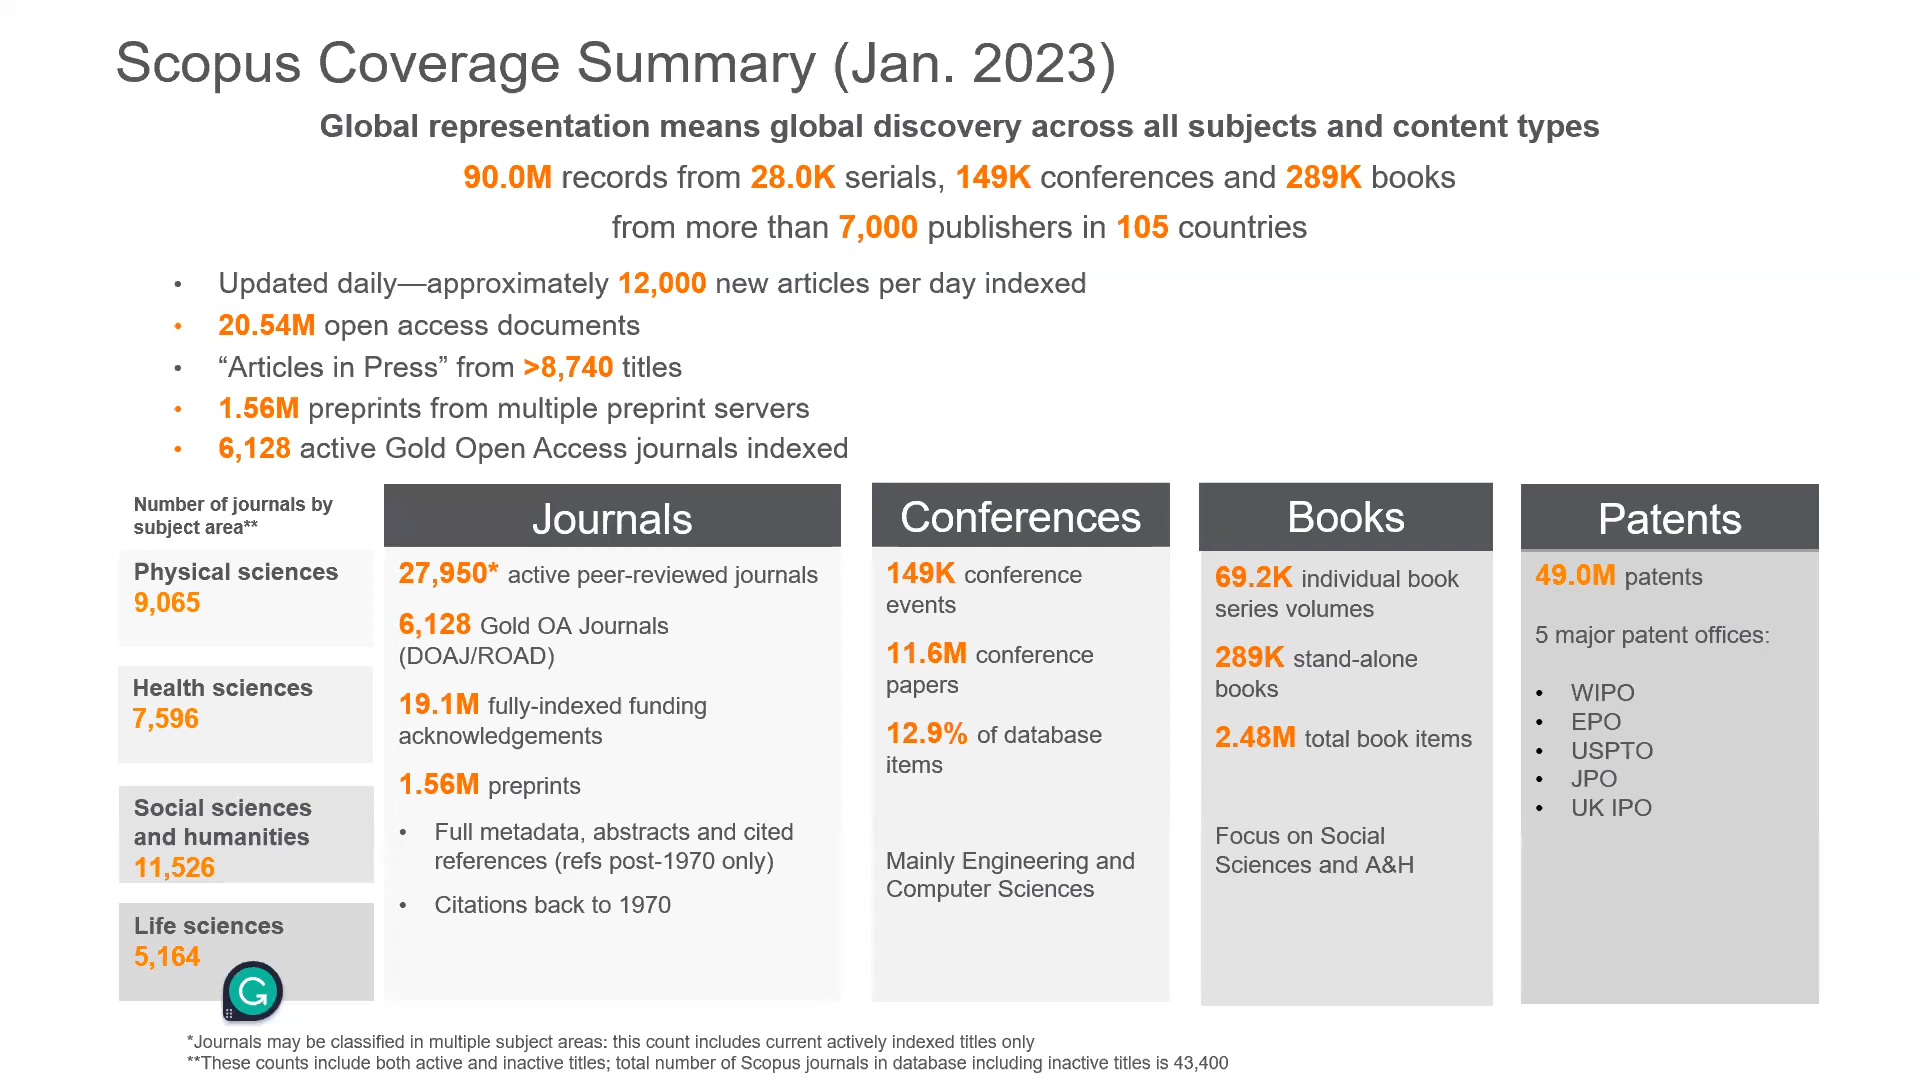 Scopus Coverage Summary (Jan. 2023)
Global representation means global discovery across all subjects and content types
90.0M records from 28.0K serials, 149K conferences and 289K books
from more than 7,000 publishers in 105 countries
• Updated daily—approximately 12,000 new articles per day indexed
• 20.54M open access documents
• “Articles in Press” from >8,740 titles
• 1.56M preprints from multiple preprint servers
• 6,128 active Gold Open Access journals indexed
Number of journals by
subject area**
Physical sciences
9,065
Health sciences
7,596
Social sciences
and humanities
11,526
Life sciences
5,164
Journals
27,950* active peer-reviewed journals
6,128 Gold OA Journals
(DOAJ/ROAD)
19.1M fully-indexed funding
acknowledgements
1.56M preprints
• Full metadata, abstracts and cited
references (refs post-1970 only)
• Citations back to 1970
Conferences
149K conference
events
11.6M conference
papers
12.9% of database
items
Mainly Engineering and
Computer Sciences
Books
69.2K individual book
series volumes
289K stand-alone
books
2.48M total book items
Focus on Social
Sciences and A&H
Patents
49.0M patents
5 major patent offices:
• WIPO
• EPO
• USPTO
• JPO
• UK IPO
*Journals may be classified in multiple subject areas: this count includes current actively indexed titles only
**These counts include both active and inactive titles; total number of Scopus journals in database including inactive titles is 43,400